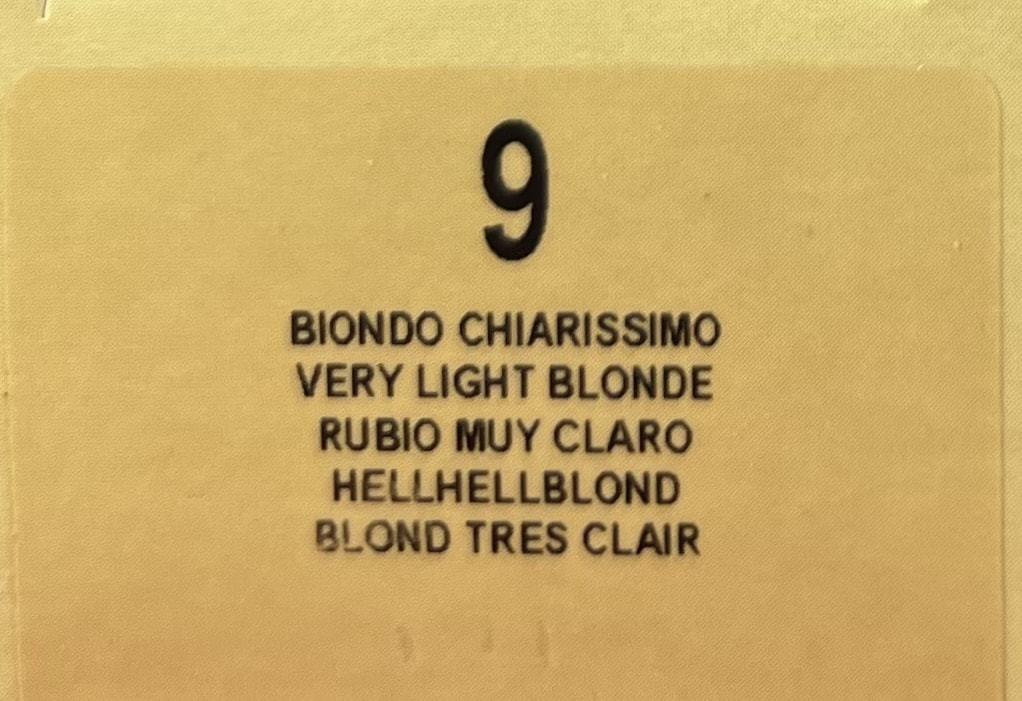 9
BIONDO CHIARISSIMO
VERY LIGHT BLONDE
RUBIO MUY CLARO
HELLHELLBLOND
BLOND TRES CLAIR